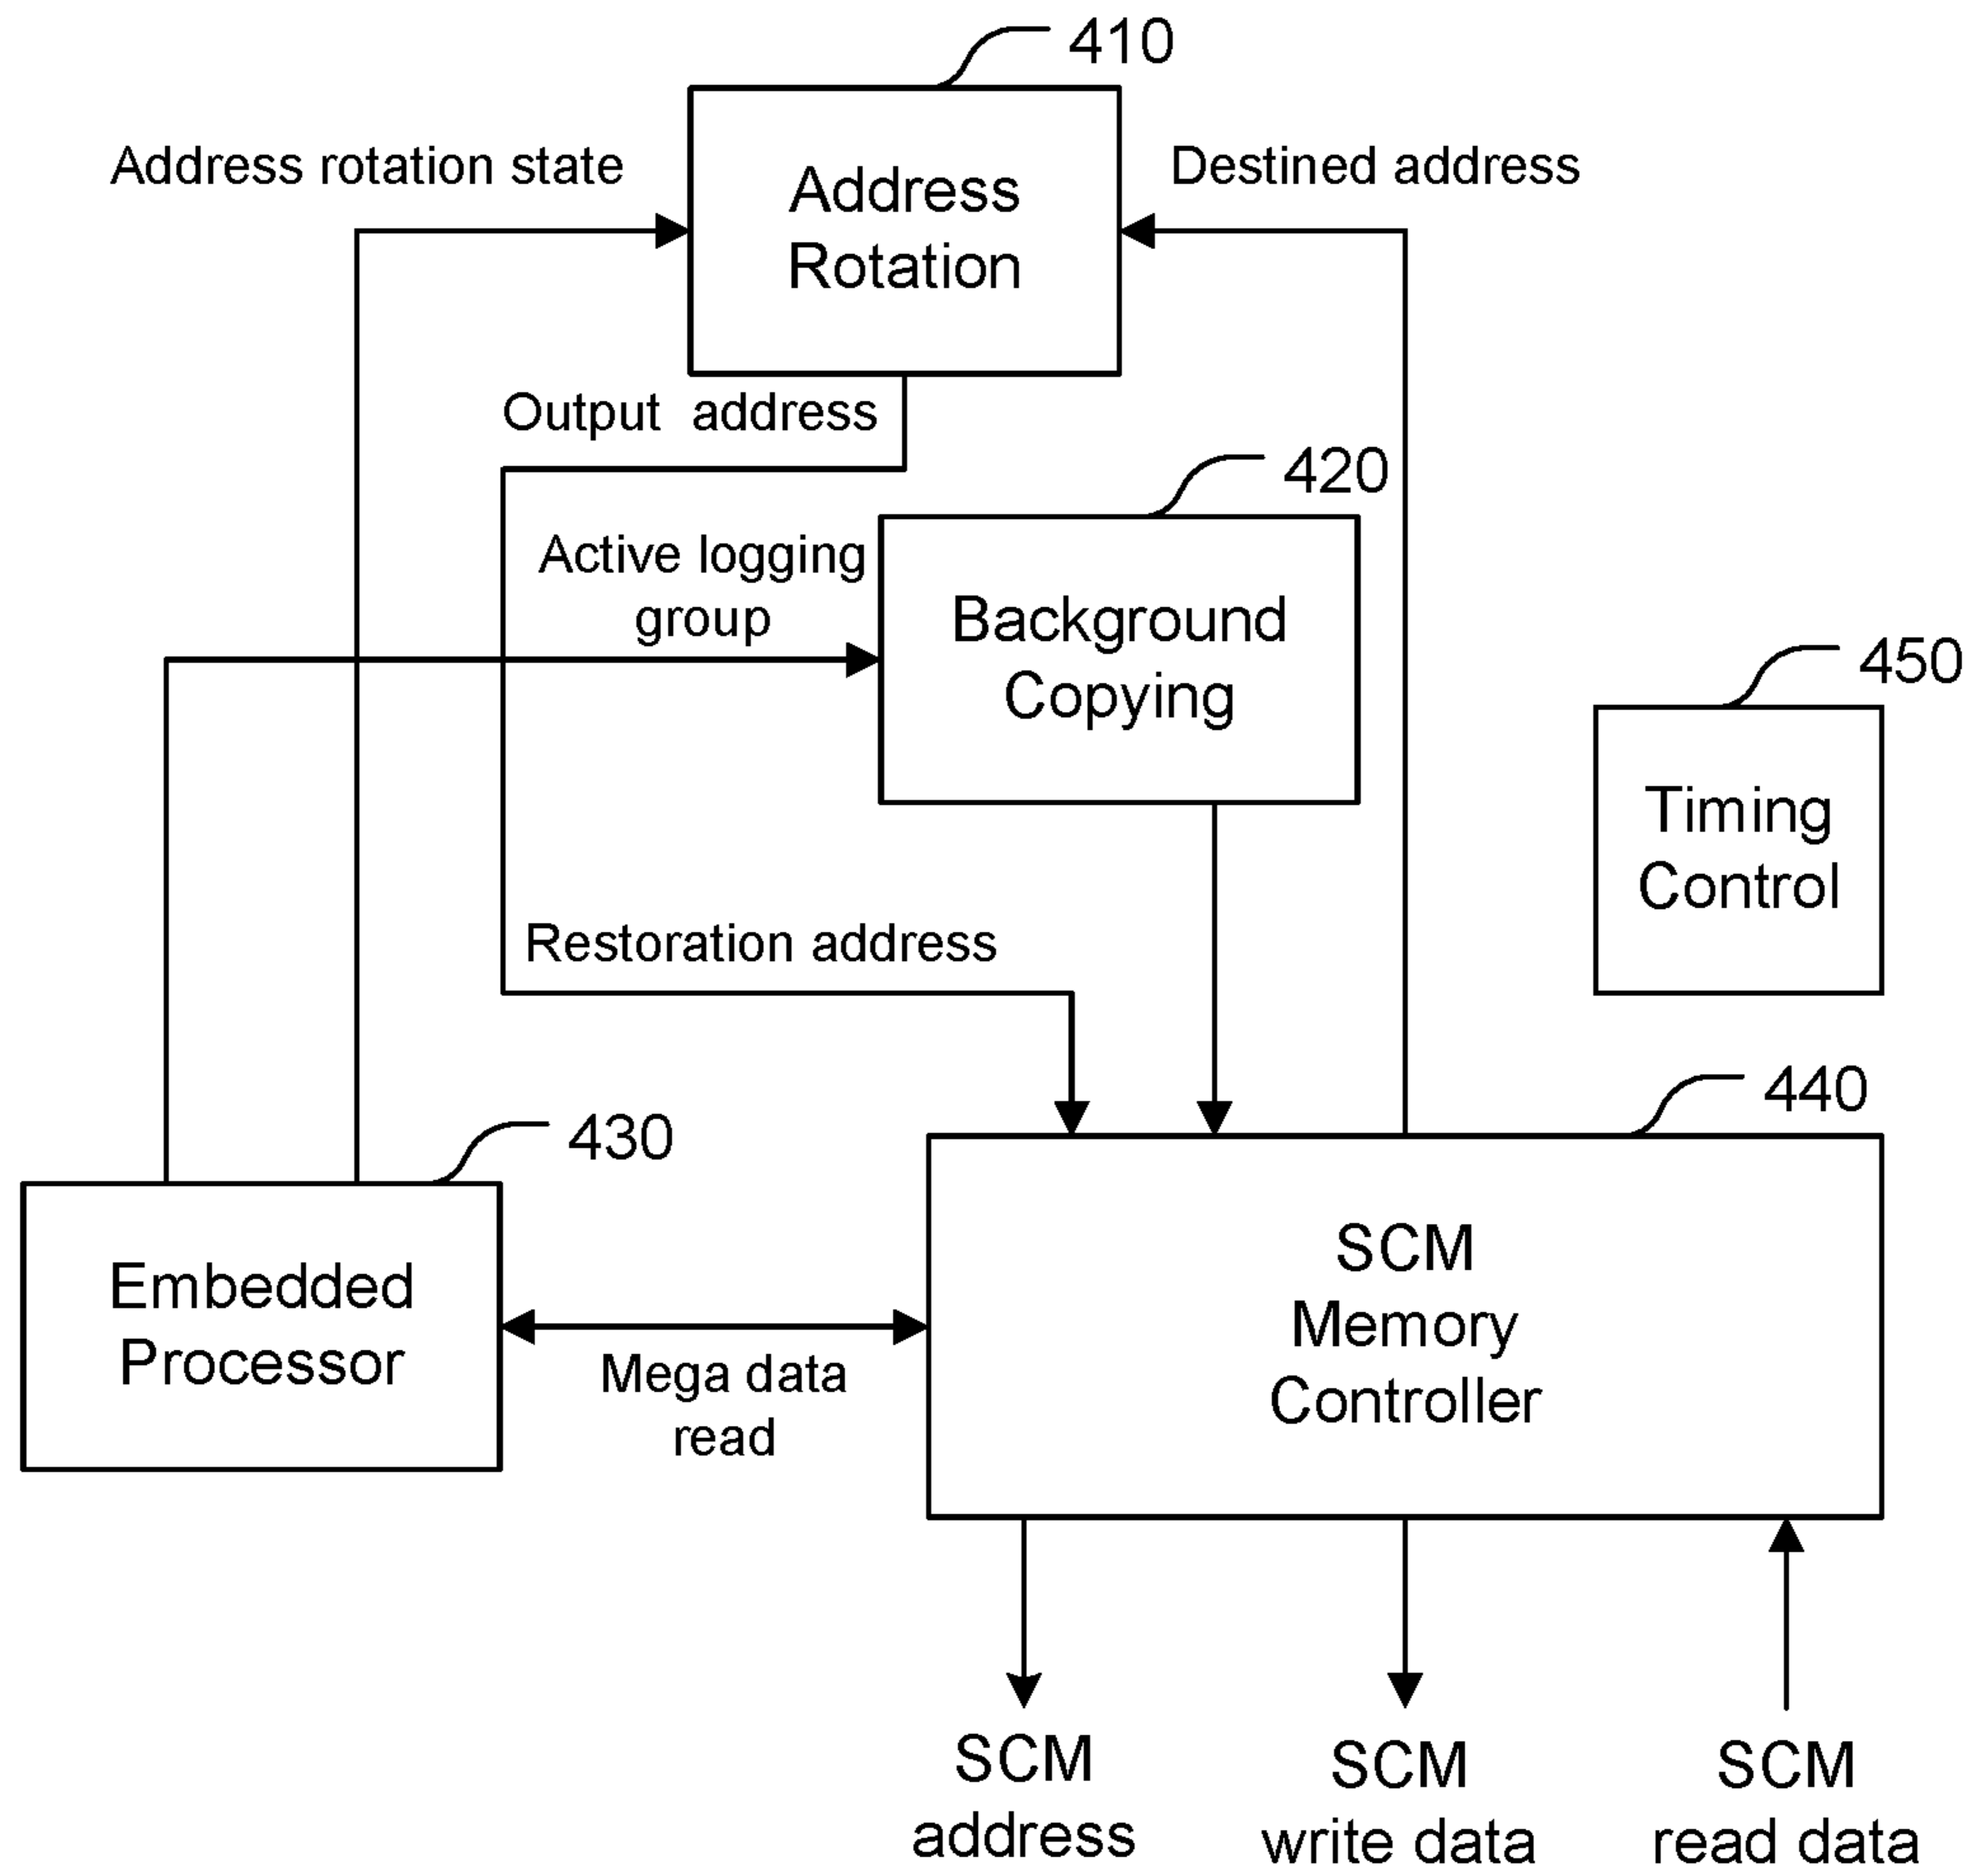 410
Address rotation state
Destined address
Address
Rotation
Output address
420
Active logging
group
Background
Copying
450
Timing
Control
Restoration address
440
430
SCM
Memory
Controller
Embedded
Processor
Mega data
read
SCM
address
SCM
write data
SCM
read data